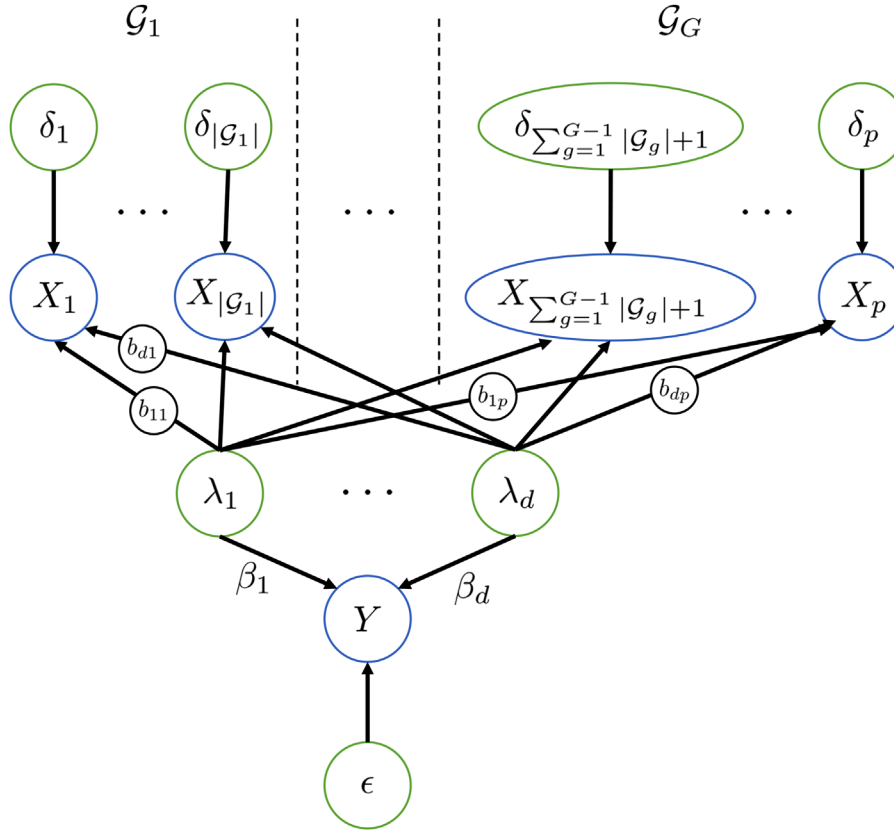 𝒢₁ 𝒢_G
δ₁ δ_{|𝒢₁|} δ_{∑_{g=1}^{G-1} |𝒢_g|+1} δ_p
· · · · · · · · ·
X₁ X_{|𝒢₁|} X_{∑_{g=1}^{G-1} |𝒢_g|+1} X_p
b_{d1} b_{11} b_{1p} b_{dp}
λ₁ · · · λ_d
β₁ β_d
Y
ϵ